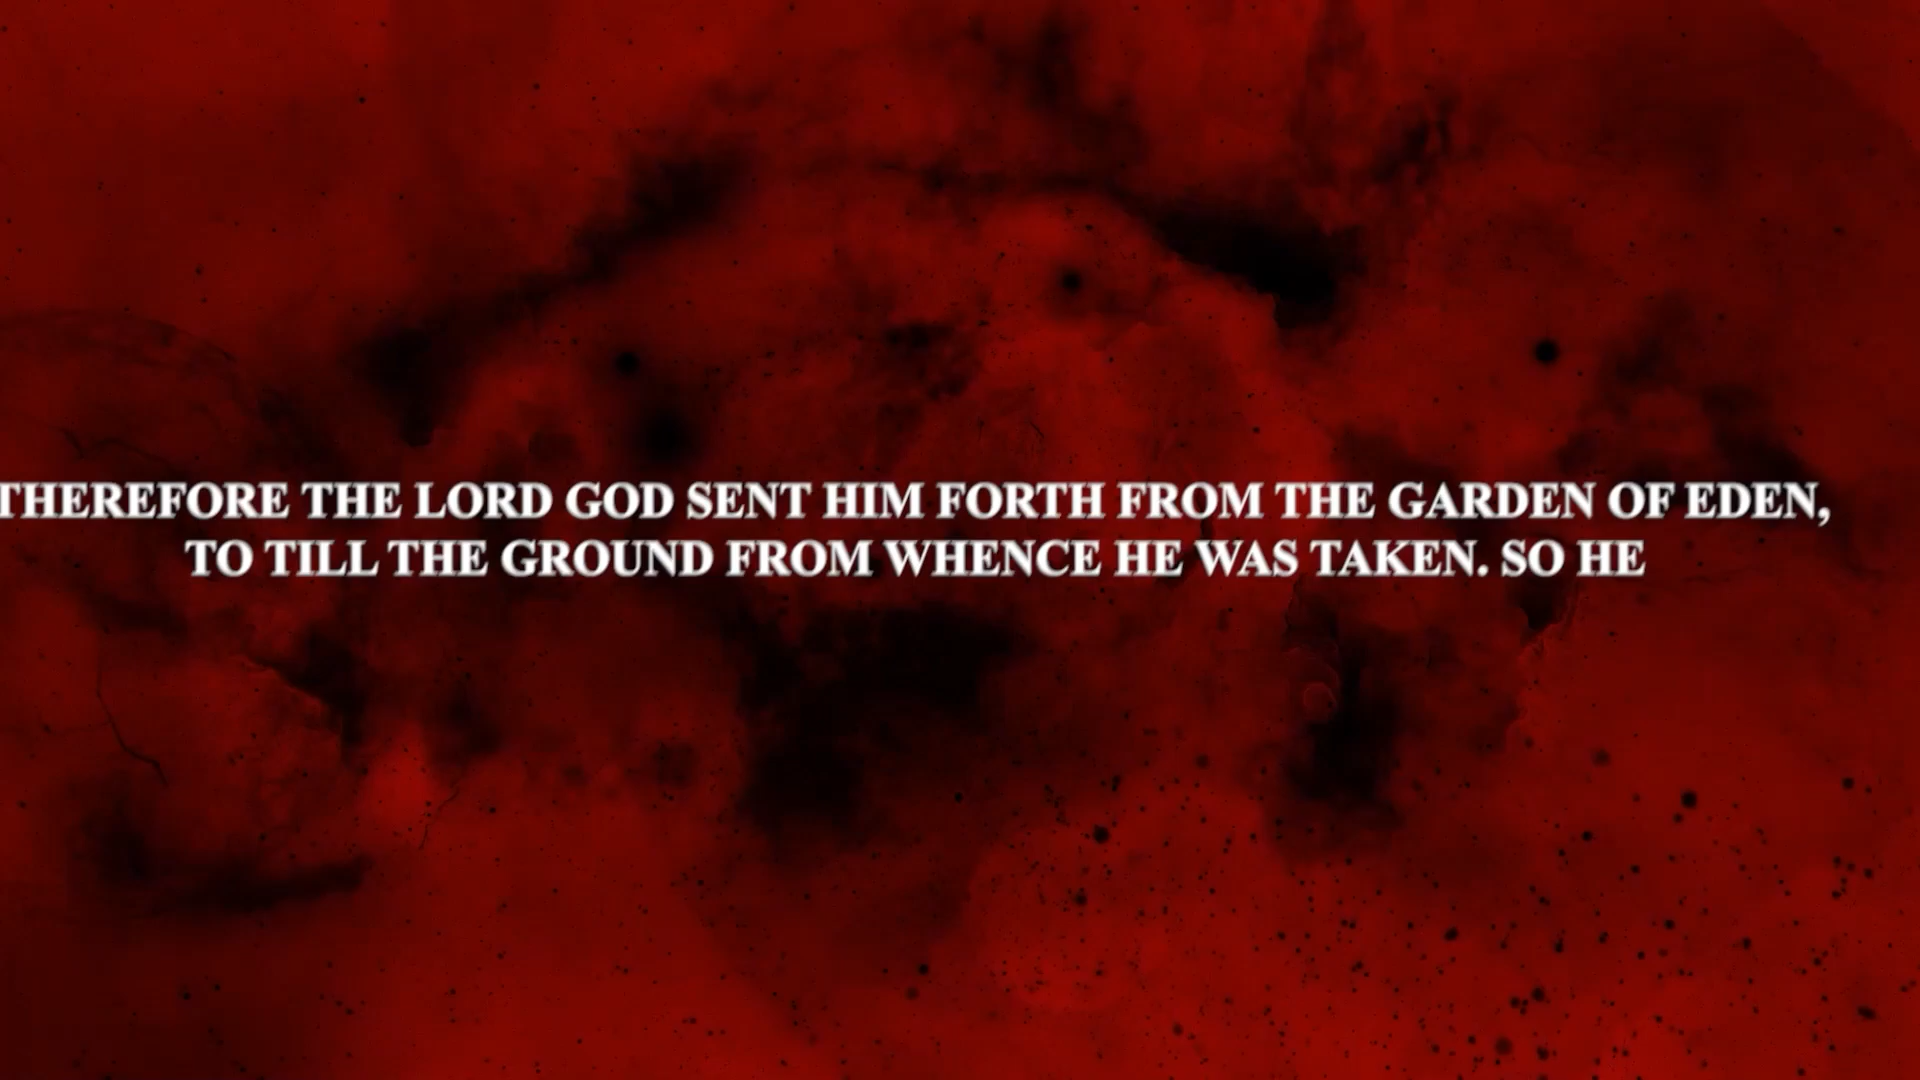 THEREFORE THE LORD GOD SENT HIM FORTH FROM THE GARDEN OF EDEN,
TO TILL THE GROUND FROM WHENCE HE WAS TAKEN. SO HE